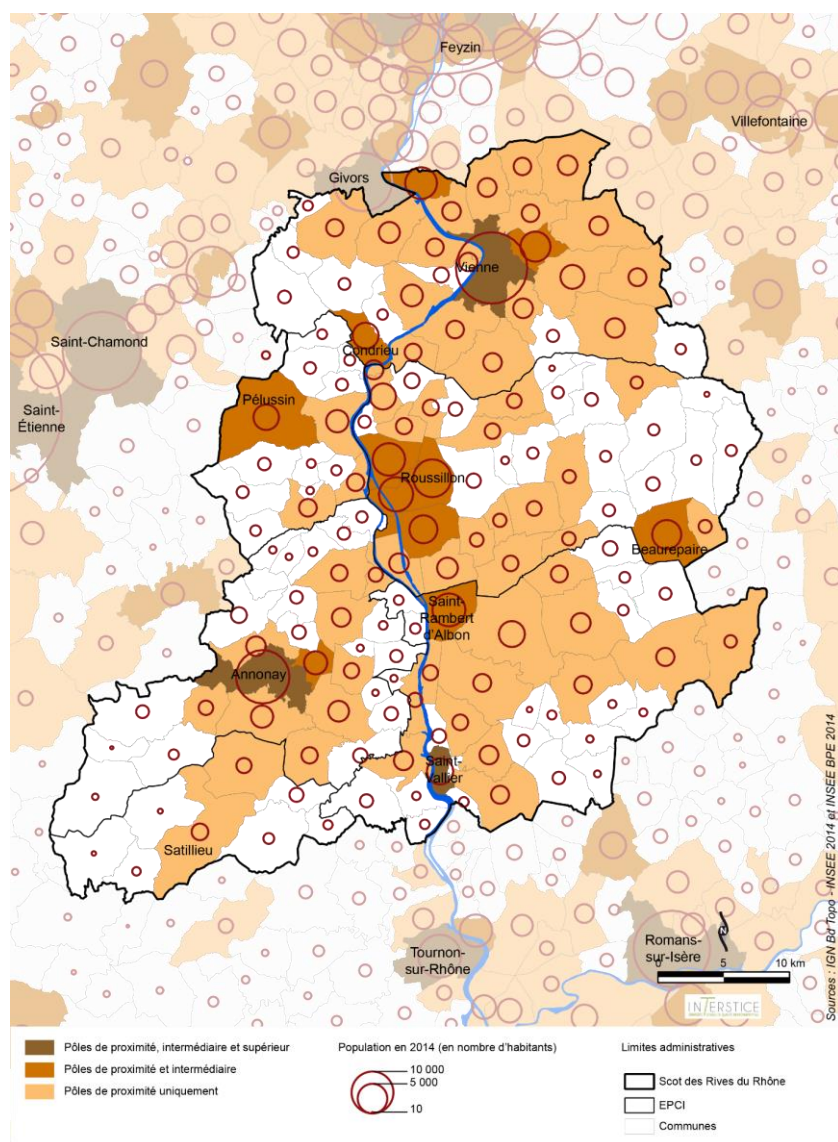 Feyzin
Villefontaine
Givors
Vienne
Saint-Chamond
Condrieu
Saint-
Étienne
Pélussin
Roussillon
Beaurepaire
Saint-
Rambert
d'Albon
Annonay
Saint-
Vallier
Satillieu
Tournon-
sur-Rhône
Romans-
sur-Isère
N
0 5 10 km
INTERSTICE
Sources : IGN Bd Topo - INSEE 2014 et INSEE BPE 2014
Pôles de proximité, intermédiaire et supérieur
Pôles de proximité et intermédiaire
Pôles de proximité uniquement
Population en 2014 (en nombre d'habitants)
10 000
5 000
10
Limites administratives
Scot des Rives du Rhône
EPCI
Communes